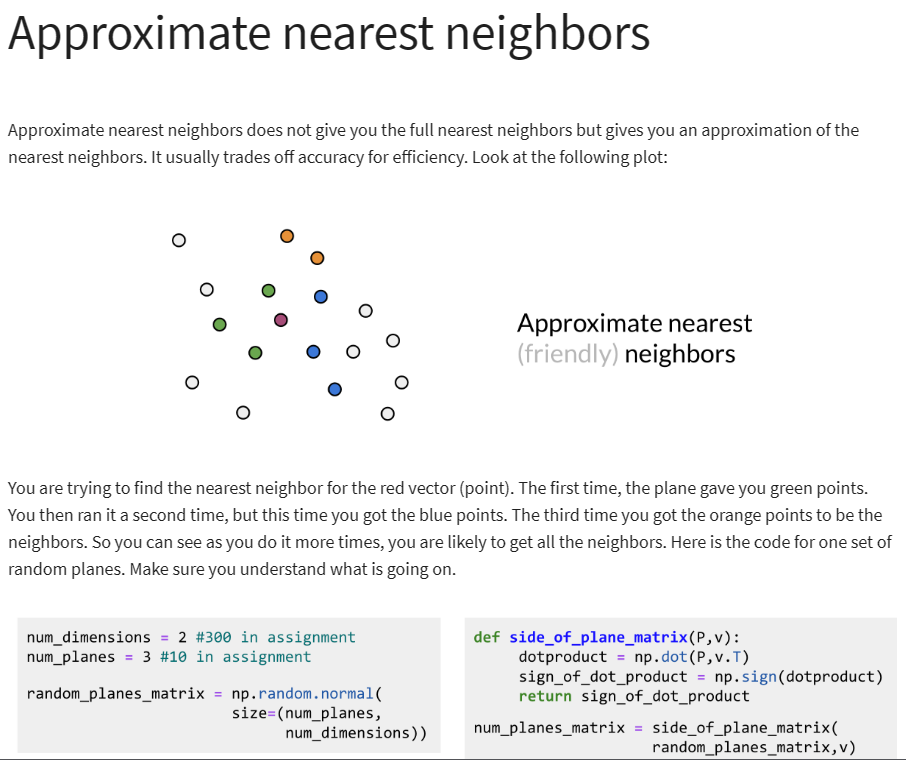 Approximate nearest neighbors
Approximate nearest neighbors does not give you the full nearest neighbors but gives you an approximation of the
nearest neighbors. It usually trades off accuracy for efficiency. Look at the following plot:
Approximate nearest
(friendly) neighbors
You are trying to find the nearest neighbor for the red vector (point). The first time, the plane gave you green points.
You then ran it a second time, but this time you got the blue points. The third time you got the orange points to be the
neighbors. So you can see as you do it more times, you are likely to get all the neighbors. Here is the code for one set of
random planes. Make sure you understand what is going on.
num_dimensions = 2 #300 in assignment
num_planes = 3 #10 in assignment
random_planes_matrix = np.random.normal(
size=(num_planes,
num_dimensions))
def side_of_plane_matrix(P,v):
dotproduct = np.dot(P,v.T)
sign_of_dot_product = np.sign(dotproduct)
return sign_of_dot_product
num_planes_matrix = side_of_plane_matrix(
random_planes_matrix,v)